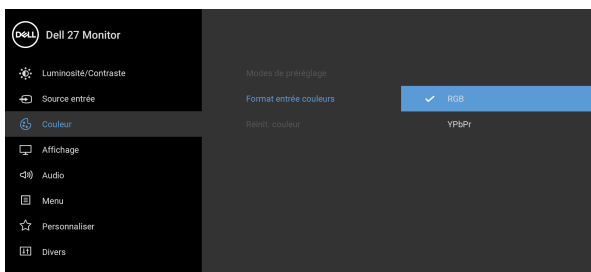 DELL Dell 27 Monitor
Luminosité/Contraste
Modes de préréglage
Source entrée
Format entrée couleurs
RGB
Couleur
Réinit. couleur
YPbPr
Affichage
Audio
Menu
Personnaliser
Divers